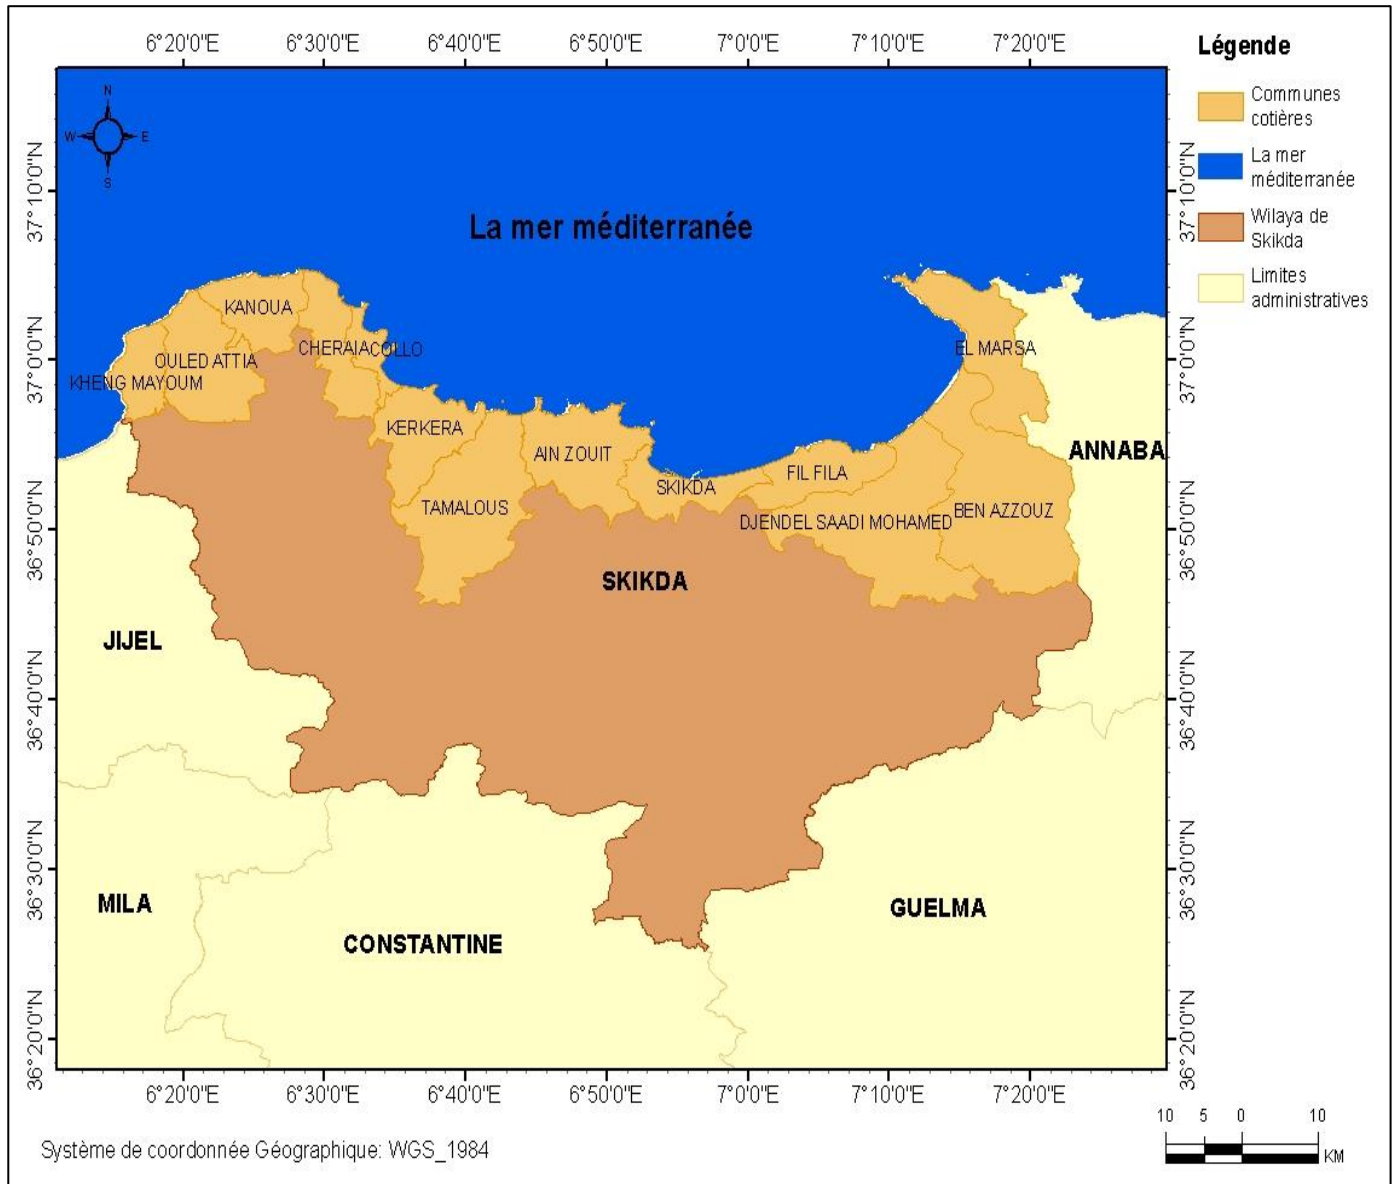 6°20'0"E 6°30'0"E 6°40'0"E 6°50'0"E 7°0'0"E 7°10'0"E 7°20'0"E
Légende
Communes
cotières
La mer
méditerranée
Wilaya de
Skikda
Limites
administratives
N
W E
S
37°10'0"N 37°10'0"N
La mer méditerranée
KANOUA
CHERAIA COLLO
EL MARSA
OULED ATTIA
37°0'0"N 37°0'0"N
KHENG MAYOUM
KERKERA
ANNABA
AIN ZOUIT
FIL FILA
SKIKDA
TAMALOUS
BEN AZZOUZ
DJENDEL SAADI MOHAMED
36°50'0"N 36°50'0"N
SKIKDA
JIJEL
36°40'0"N 36°40'0"N
36°30'0"N 36°30'0"N
MILA
GUELMA
CONSTANTINE
36°20'0"N 36°20'0"N
6°20'0"E 6°30'0"E 6°40'0"E 6°50'0"E 7°0'0"E 7°10'0"E 7°20'0"E
10 5 0 10
KM
Système de coordonnée Géographique: WGS_1984